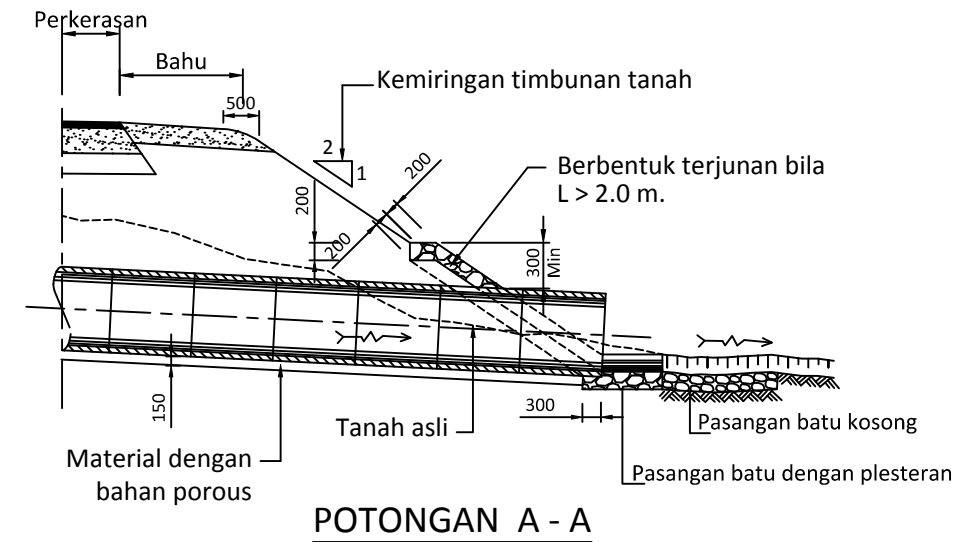 Perkerasan
Bahu
Kemiringan timbunan tanah
500
2
1
200
200
Berbentuk terjunan bila
L > 2.0 m.
200
300
Min
150
300
Tanah asli
Pasangan batu kosong
Material dengan
bahan porous
Pasangan batu dengan plesteran
POTONGAN A - A